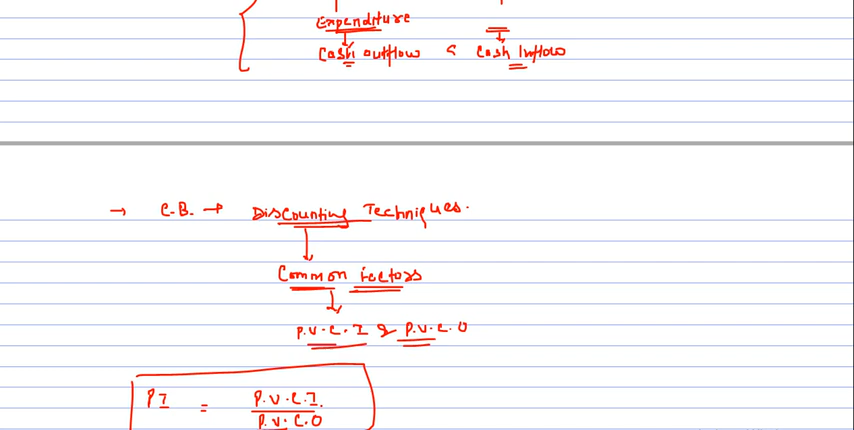 Expenditure
Cash outflow < Cash Inflow
→ C.B. → Discounting Techniques.
Common factors
P.V.C.I & P.V.C.O
PI = P.V.C.I.
P.V.C.O